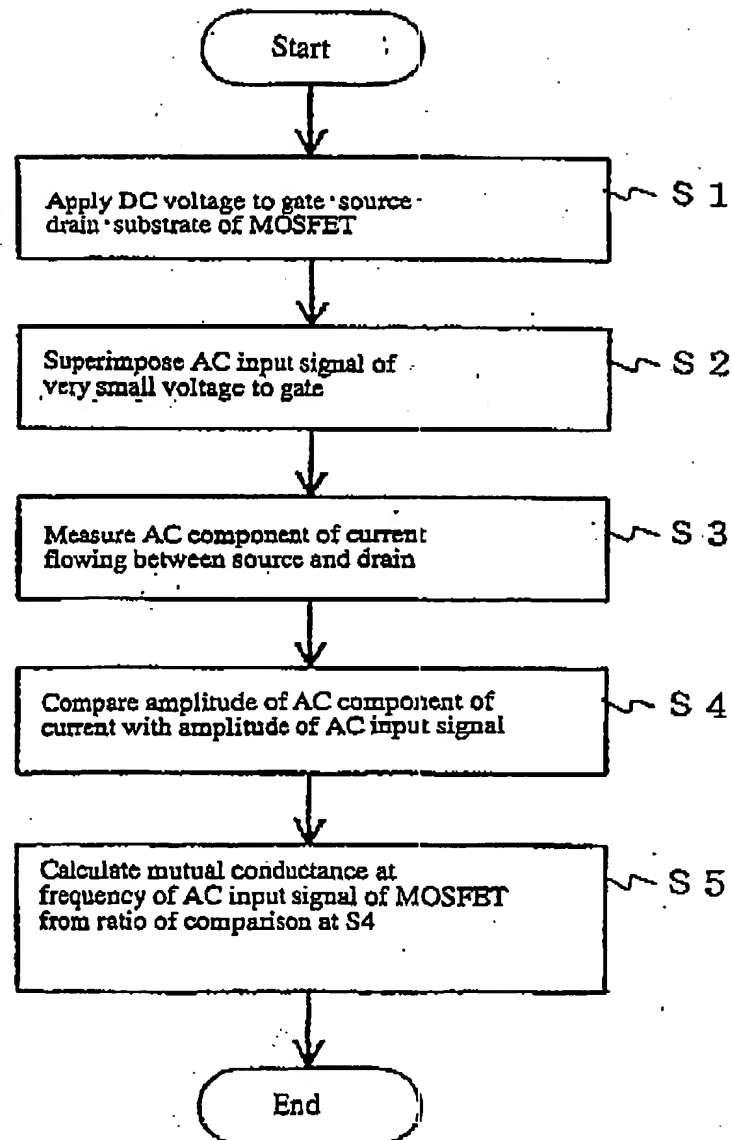 Start
Apply DC voltage to gate·source·
drain·substrate of MOSFET
S 1
Superimpose AC input signal of
very small voltage to gate
S 2
Measure AC component of current
flowing between source and drain
S 3
Compare amplitude of AC component of
current with amplitude of AC input signal
S 4
Calculate mutual conductance at
frequency of AC input signal of MOSFET
from ratio of comparison at S4
S 5
End